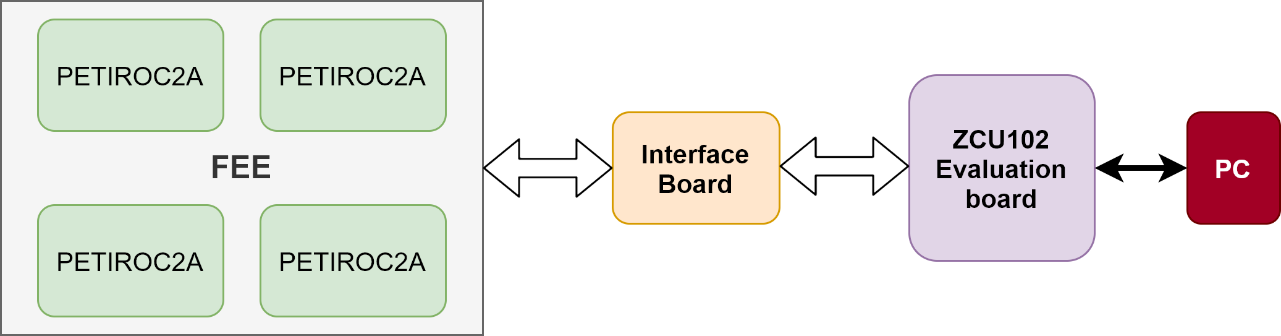 PETIROC2A
PETIROC2A
FEE
PETIROC2A
PETIROC2A
Interface
Board
ZCU102
Evaluation
board
PC